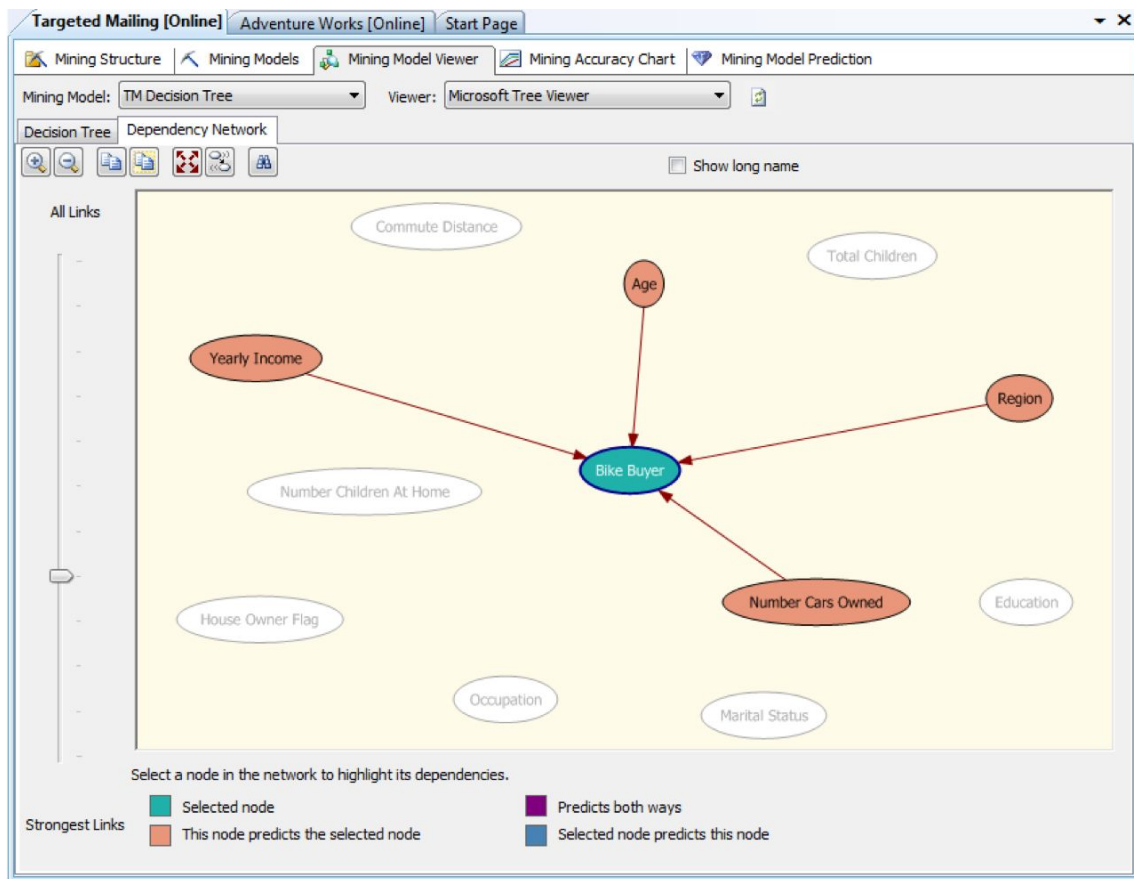 Targeted Mailing [Online] Adventure Works [Online] Start Page
Mining Structure Mining Models Mining Model Viewer Mining Accuracy Chart Mining Model Prediction
Mining Model: TM Decision Tree Viewer: Microsoft Tree Viewer
Decision Tree Dependency Network
Show long name
All Links
Commute Distance
Total Children
Age
Yearly Income
Region
Bike Buyer
Number Children At Home
Number Cars Owned
Education
House Owner Flag
Occupation
Marital Status
Select a node in the network to highlight its dependencies.
Selected node Predicts both ways
Strongest Links
This node predicts the selected node Selected node predicts this node